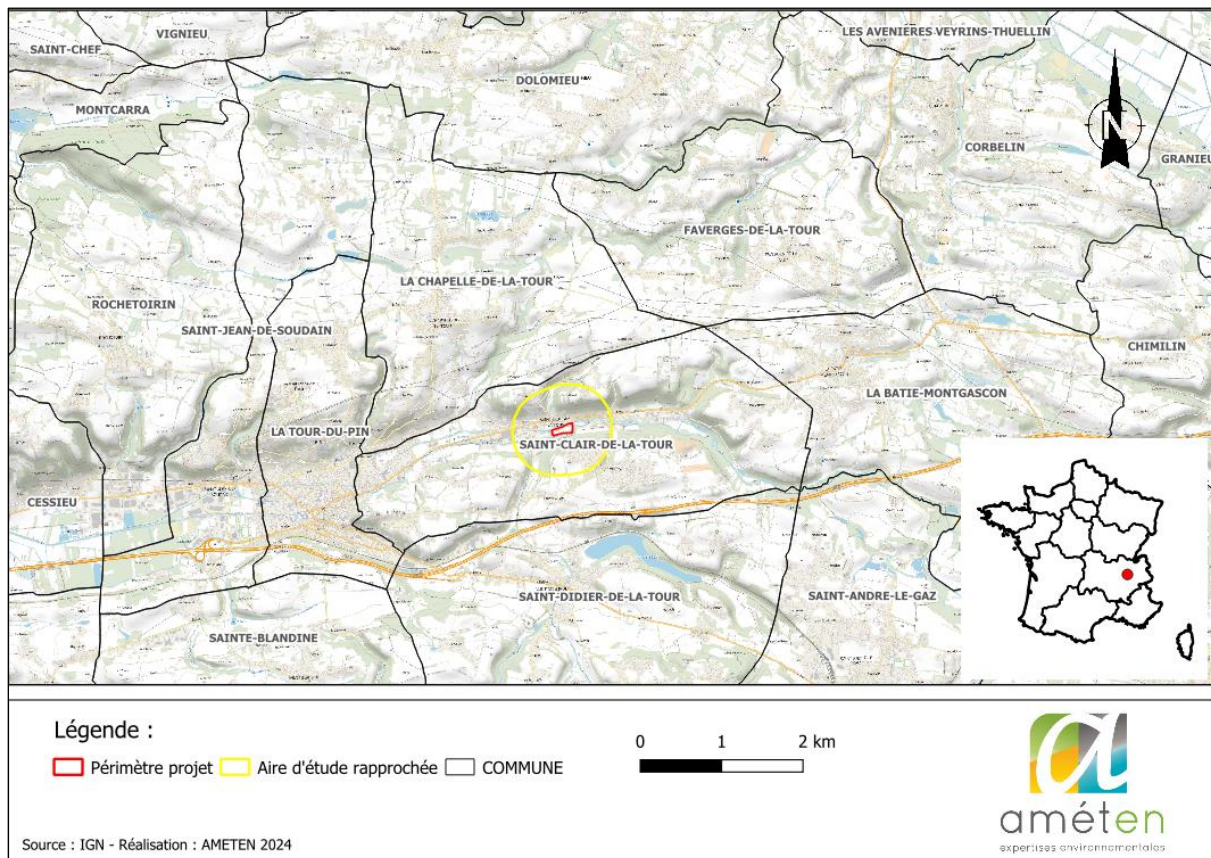 VIGNIEU
SAINT-CHEF
LES AVENIERES VEYRINS-THUELLIN
DOLOMIEU
MONTCARRA
N
CORBELIN
GRANIEU
FAVERGES-DE-LA-TOUR
LA CHAPELLE-DE-LA-TOUR
ROCHETOIRIN
SAINT-JEAN-DE-SOUDAIN
CHIMILIN
LA BATIE-MONTGASCON
LA TOUR-DU-PIN
SAINT-CLAIR-DE-LA-TOUR
CESSIEU
SAINT-DIDIER-DE-LA-TOUR
SAINT-ANDRE-LE-GAZ
SAINTE-BLANDINE
Légende :
Périmètre projet
Aire d'étude rapprochée
COMMUNE
0 1 2 km
a
améten
expertises environnementales
Source : IGN - Réalisation : AMETEN 2024